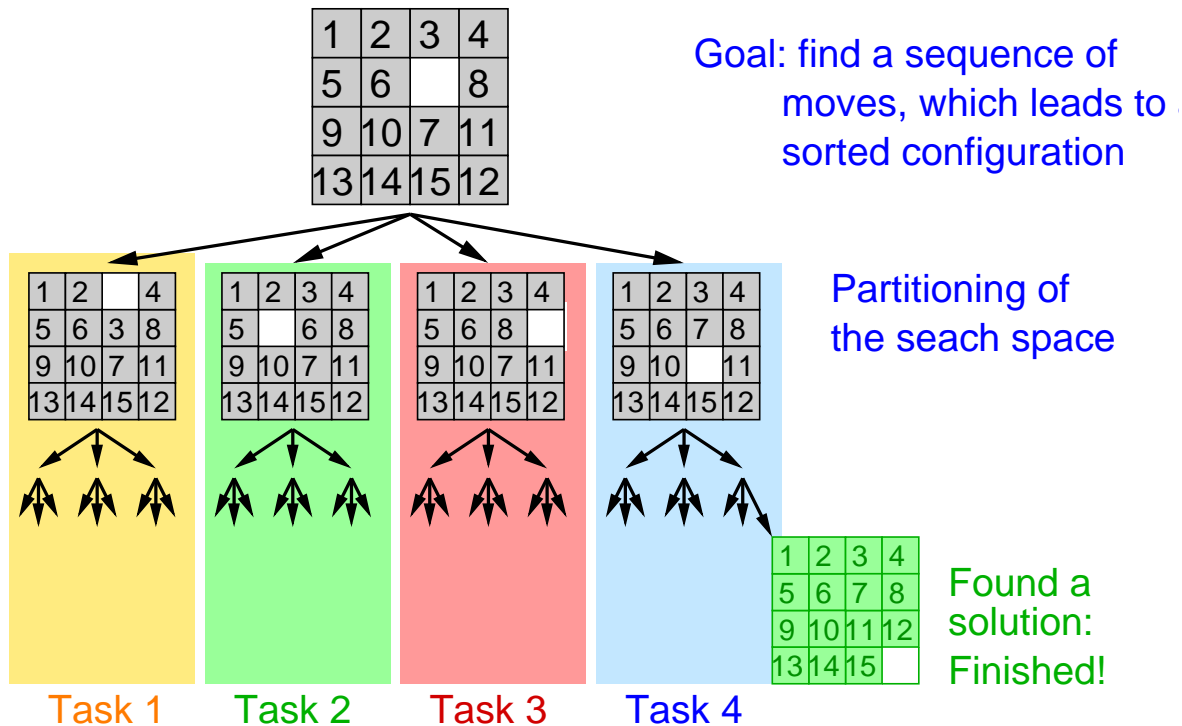 1 2 3 4
5 6 8
9 10 7 11
13 14 15 12
Goal: find a sequence of
moves, which leads to
sorted configuration
1 2 4
5 6 3 8
9 10 7 11
13 14 15 12
1 2 3 4
5 6 8
9 10 7 11
13 14 15 12
1 2 3 4
5 6 8
9 10 7 11
13 14 15 12
1 2 3 4
5 6 7 8
9 10 11
13 14 15 12
Partitioning of
the seach space
1 2 3 4
5 6 7 8
9 10 11 12
13 14 15
Found a
solution:
Finished!
Task 1
Task 2
Task 3
Task 4